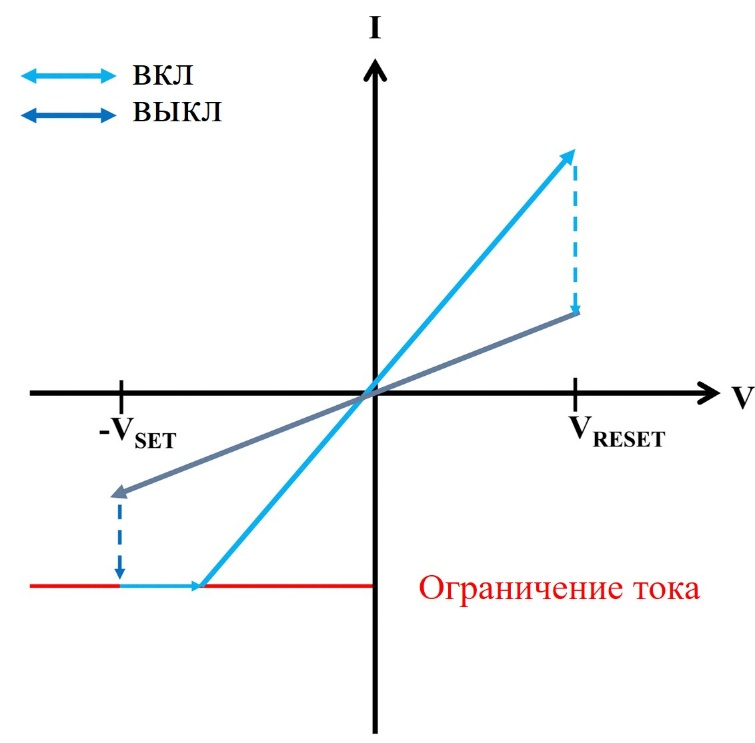 I
ВКЛ
ВЫКЛ
V
-VSET
VRESET
Ограничение тока